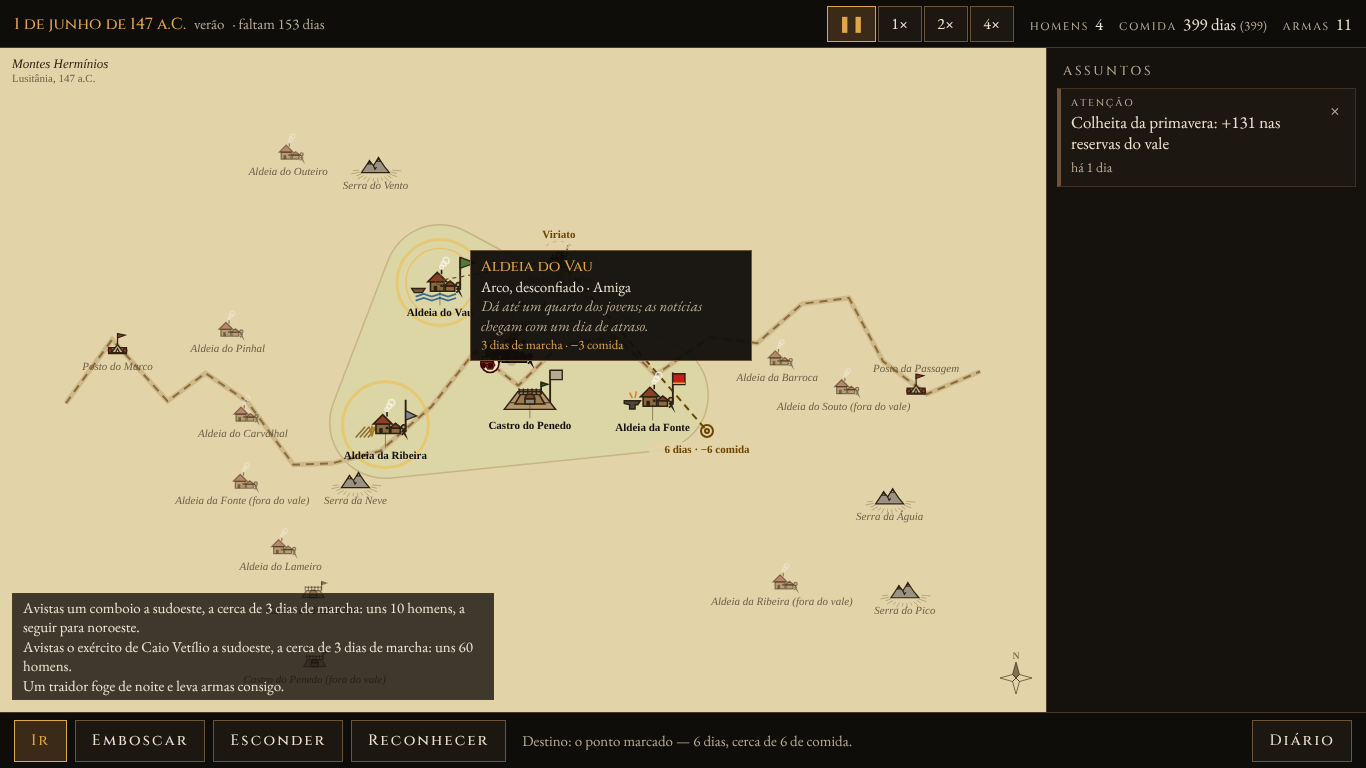 1 DE JUNHO DE 147 A.C. verão · faltam 153 dias
❚❚ 1× 2× 4×
HOMENS 4 COMIDA 399 dias (399) ARMAS 11
Montes Hermínios
Lusitânia, 147 a.C.
ASSUNTOS
ATENÇÃO
×
Colheita da primavera: +131 nas
reservas do vale
há 1 dia
Aldeia do Outeiro
Serra do Vento
Viriato
ALDEIA DO VAU
Arco, desconfiado · Amiga
Dá até um quarto dos jovens; as notícias
chegam com um dia de atraso.
3 dias de marcha · −3 comida
Aldeia do Vau
Aldeia do Pinhal
Posto do Marco
Aldeia da Barroca
Posto da Passagem
Aldeia do Souto (fora do vale)
Castro do Penedo
Aldeia da Fonte
Aldeia do Carvalhal
Aldeia da Ribeira
6 dias · −6 comida
Aldeia da Fonte (fora do vale)
Serra da Neve
Serra da Águia
Aldeia do Lameiro
Aldeia da Ribeira (fora do vale)
Serra do Pico
Avistas um comboio a sudoeste, a cerca de 3 dias de marcha: uns 10 homens, a
seguir para noroeste.
Avistas o exército de Caio Vetílio a sudoeste, a cerca de 3 dias de marcha: uns 60
homens.
Castro do Penedo (fora do vale)
Um traidor foge de noite e leva armas consigo.
N
IR EMBOSCAR ESCONDER RECONHECER
Destino: o ponto marcado — 6 dias, cerca de 6 de comida.
DIÁRIO